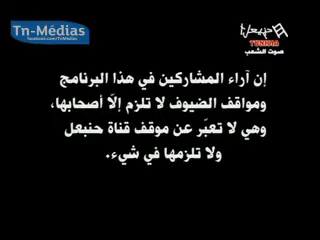 Tn-Médias
facebook.com/TnMedias
TUNISNA
صوت الشعب
إن آراء المشاركين في هذا البرنامج
ومواقف الضيوف لا تلزم إلّا أصحابها،
وهي لا تعبّر عن موقف قناة حنبعل
ولا تلزمها في شيء.